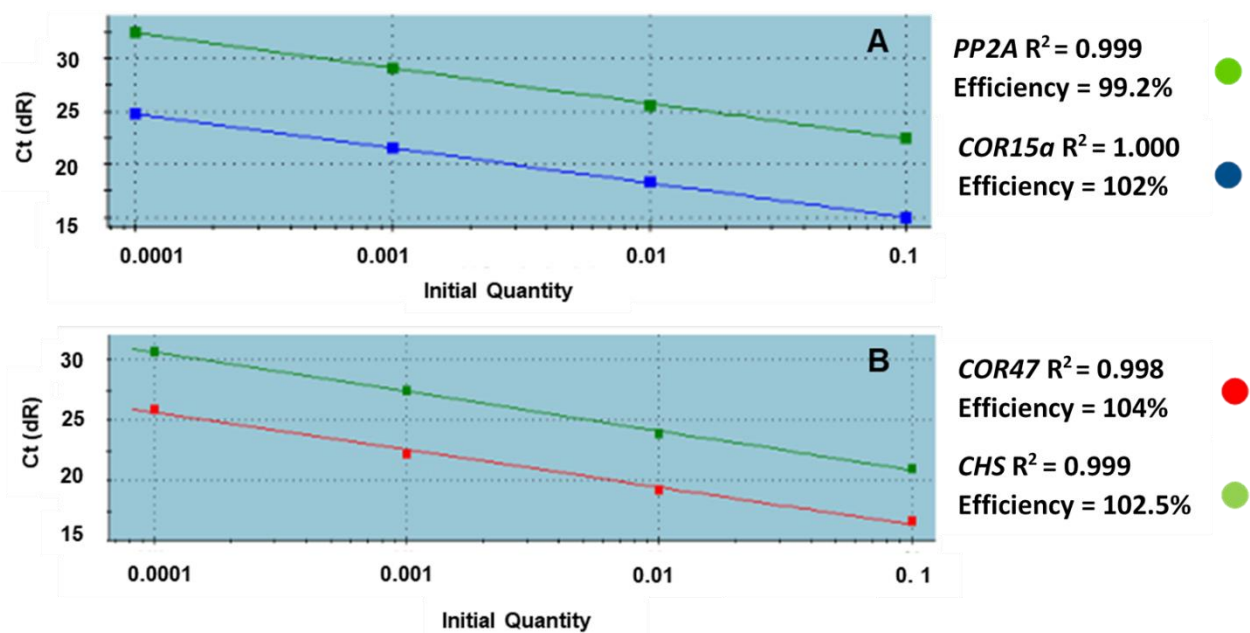 A
PP2A R² = 0.999
Efficiency = 99.2%
COR15a R² = 1.000
Efficiency = 102%
Ct (dR)
30
25
20
15
0.0001 0.001 0.01 0.1
Initial Quantity
B
COR47 R² = 0.998
Efficiency = 104%
CHS R² = 0.999
Efficiency = 102.5%
Ct (dR)
30
25
20
15
0.0001 0.001 0.01 0. 1
Initial Quantity